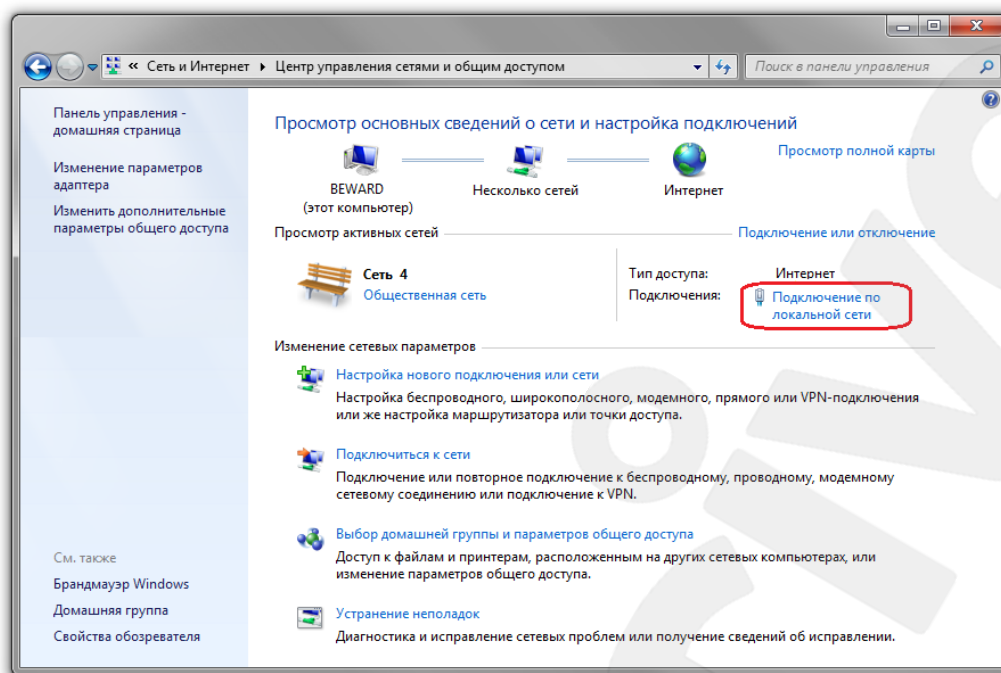 « Сеть и Интернет ▸ Центр управления сетями и общим доступом
Поиск в панели управления
Панель управления -
домашняя страница
Изменение параметров
адаптера
Изменить дополнительные
параметры общего доступа
См. также
Брандмауэр Windows
Домашняя группа
Свойства обозревателя
Просмотр основных сведений о сети и настройка подключений
Просмотр полной карты
BEWARD
(этот компьютер)
Несколько сетей
Интернет
Просмотр активных сетей
Подключение или отключение
Сеть 4
Общественная сеть
Тип доступа: Интернет
Подключения: Подключение по
локальной сети
Изменение сетевых параметров
Настройка нового подключения или сети
Настройка беспроводного, широкополосного, модемного, прямого или VPN-подключения
или же настройка маршрутизатора или точки доступа.
Подключиться к сети
Подключение или повторное подключение к беспроводному, проводному, модемному
сетевому соединению или подключение к VPN.
Выбор домашней группы и параметров общего доступа
Доступ к файлам и принтерам, расположенным на других сетевых компьютерах, или
изменение параметров общего доступа.
Устранение неполадок
Диагностика и исправление сетевых проблем или получение сведений об исправлении.